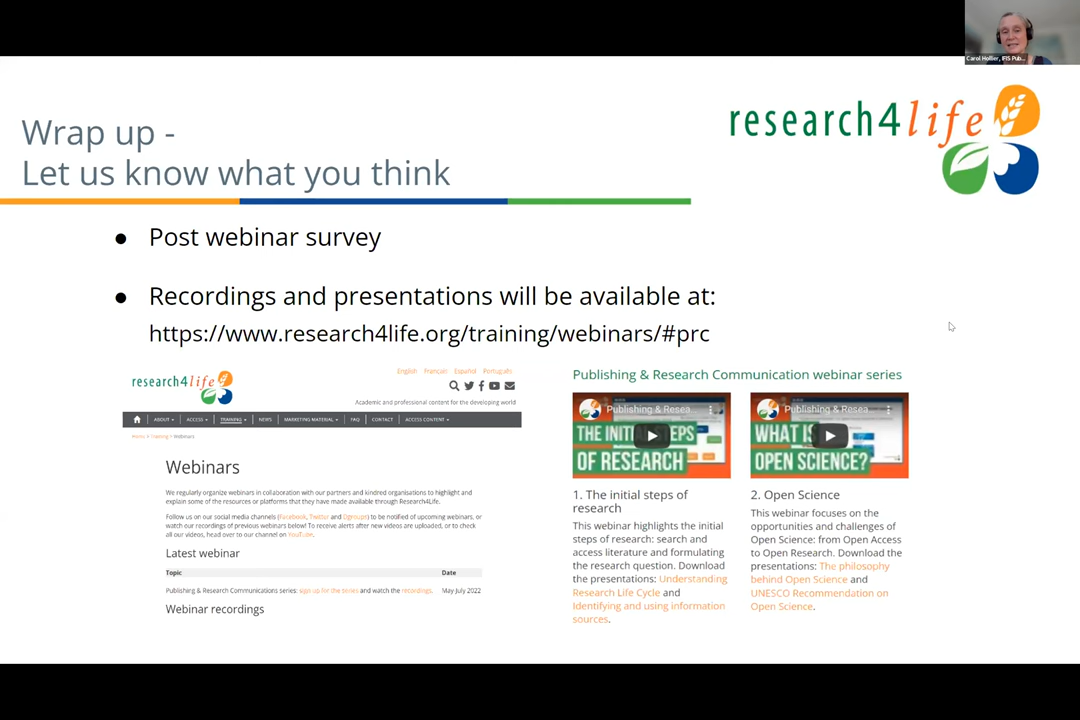 Carol Hollier, IFIS Pub...
research4life
Wrap up -
Let us know what you think
● Post webinar survey
● Recordings and presentations will be available at:
https://www.research4life.org/training/webinars/#prc
research4life
English Français Español Português
Academic and professional content for the developing world
ABOUT ACCESS TRAINING NEWS MARKETING MATERIAL FAQ CONTACT ACCESS CONTENT
Home > Training > Webinars
Webinars
We regularly organize webinars in collaboration with our partners and kindred organisations to highlight and
explain some of the resources or platforms that they have made available through Research4Life.
Follow us on our social media channels (Facebook, Twitter and Dgroups) to be notified of upcoming webinars, or
watch our recordings of previous webinars below! To receive alerts after new videos are uploaded, or to check
all our videos, head over to our channel on YouTube.
Latest webinar
Topic Date
Publishing & Research Communications series: sign up for the series and watch the recordings. May-July 2022
Webinar recordings
Publishing & Research Communication webinar series
Publishing & Resea...
THE INITIAL STEPS
OF RESEARCH
1. The initial steps of
research
This webinar highlights the initial
steps of research: search and
access literature and formulating
the research question. Download
the presentations: Understanding
Research Life Cycle and
Identifying and using information
sources.
Publishing & Resea...
WHAT IS
OPEN SCIENCE?
2. Open Science
This webinar focuses on the
opportunities and challenges of
Open Science: from Open Access
to Open Research. Download the
presentations: The philosophy
behind Open Science and
UNESCO Recommendation on
Open Science.